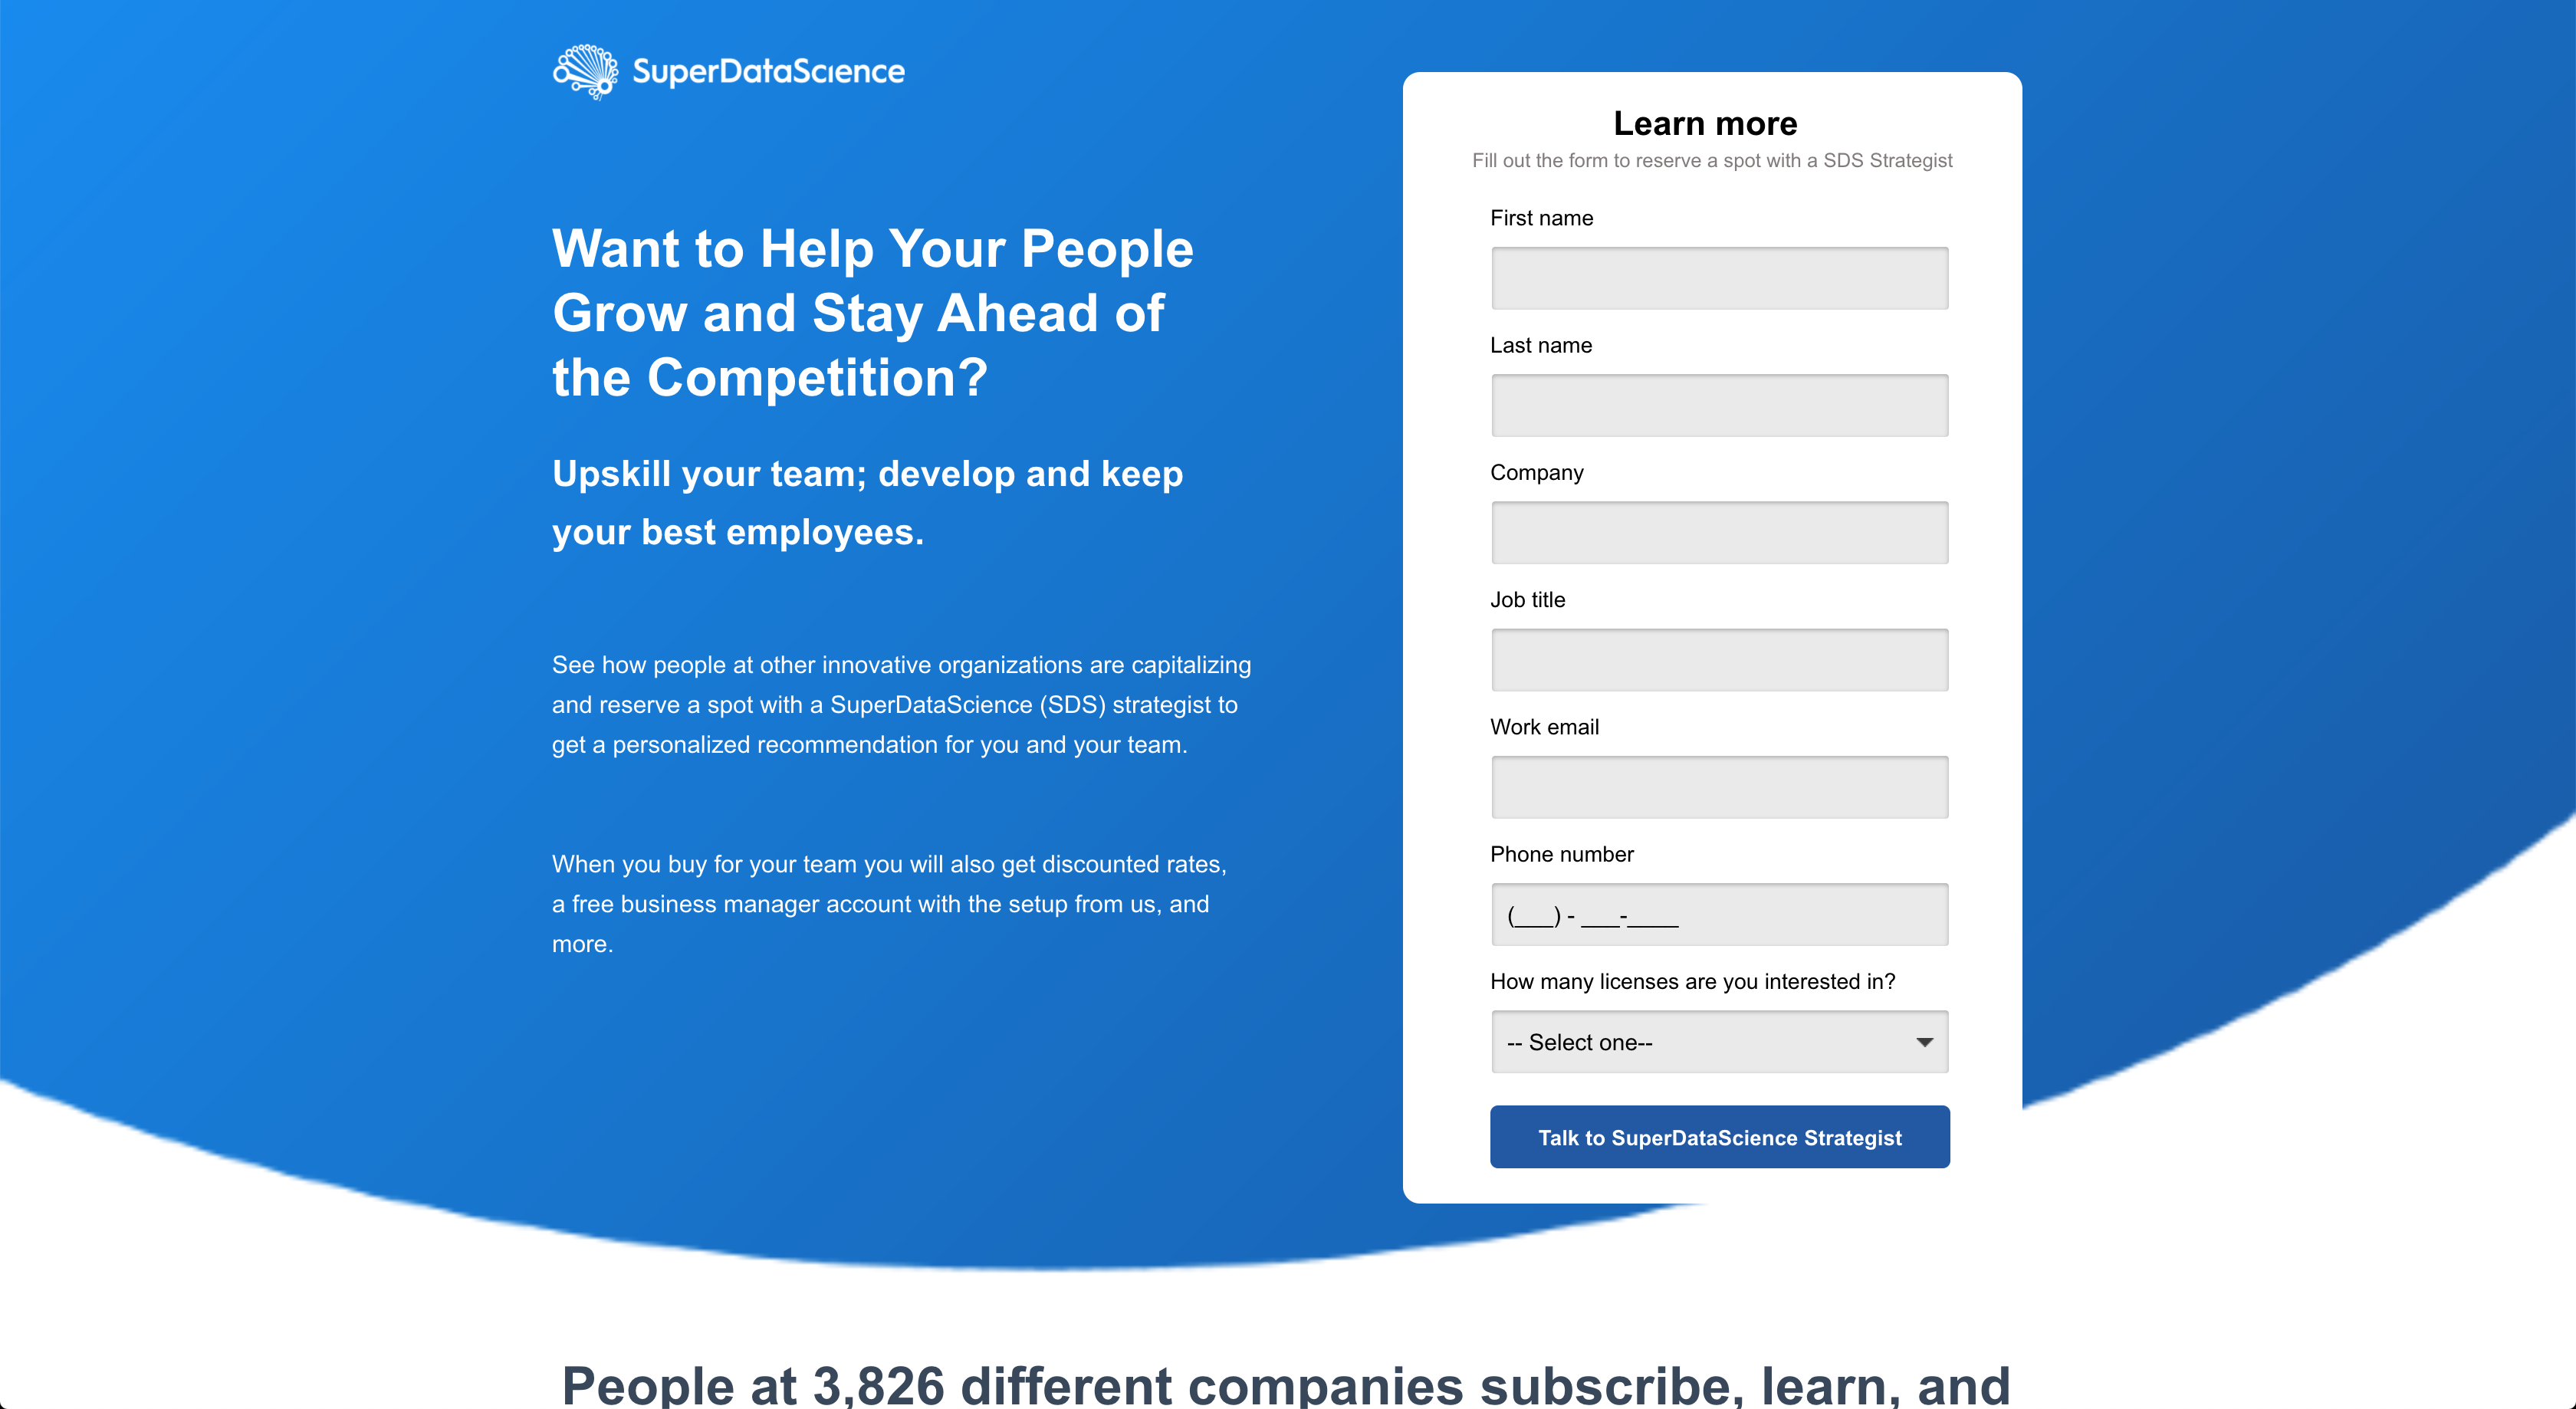 SuperDataScience
Want to Help Your People
Grow and Stay Ahead of
the Competition?
Upskill your team; develop and keep
your best employees.
See how people at other innovative organizations are capitalizing
and reserve a spot with a SuperDataScience (SDS) strategist to
get a personalized recommendation for you and your team.
When you buy for your team you will also get discounted rates,
a free business manager account with the setup from us, and
more.
Learn more
Fill out the form to reserve a spot with a SDS Strategist
First name
Last name
Company
Job title
Work email
Phone number
(___) - ___-____
How many licenses are you interested in?
-- Select one--
Talk to SuperDataScience Strategist
People at 3,826 different companies subscribe, learn, and